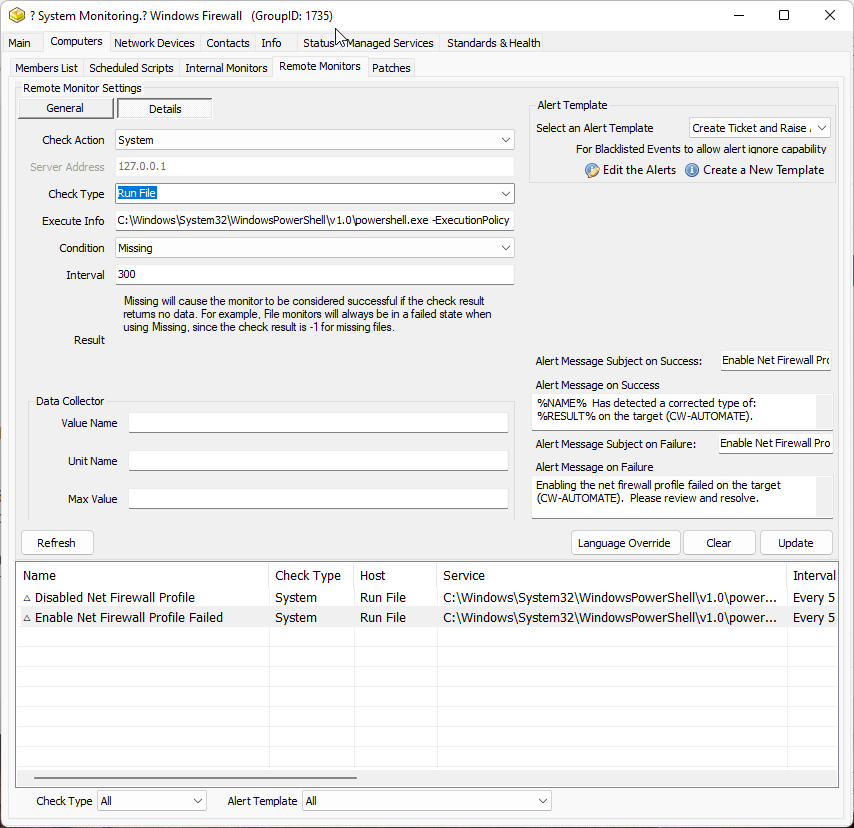 ? System Monitoring.? Windows Firewall   (GroupID: 1735)
Main Computers Network Devices Contacts Info Status Managed Services Standards & Health
Members List Scheduled Scripts Internal Monitors Remote Monitors Patches
Remote Monitor Settings
General Details
Check Action System
Server Address 127.0.0.1
Check Type Run File
Execute Info C:\Windows\System32\WindowsPowerShell\v1.0\powershell.exe -ExecutionPolicy
Condition Missing
Interval 300
Missing will cause the monitor to be considered successful if the check result
returns no data. For example, File monitors will always be in a failed state when
using Missing, since the check result is -1 for missing files.
Result
Alert Template
Select an Alert Template Create Ticket and Raise
For Blacklisted Events to allow alert ignore capability
Edit the Alerts Create a New Template
Alert Message Subject on Success: Enable Net Firewall Pro
Alert Message on Success
%NAME%  Has detected a corrected type of:
%RESULT% on the target (CW-AUTOMATE).
Alert Message Subject on Failure: Enable Net Firewall Pro
Alert Message on Failure
Enabling the net firewall profile failed on the target
(CW-AUTOMATE).  Please review and resolve.
Data Collector
Value Name
Unit Name
Max Value
Refresh Language Override Clear Update
Name Check Type Host Service Interval
Disabled Net Firewall Profile System Run File C:\Windows\System32\WindowsPowerShell\v1.0\power... Every 5
Enable Net Firewall Profile Failed System Run File C:\Windows\System32\WindowsPowerShell\v1.0\power... Every 5
Check Type All Alert Template All